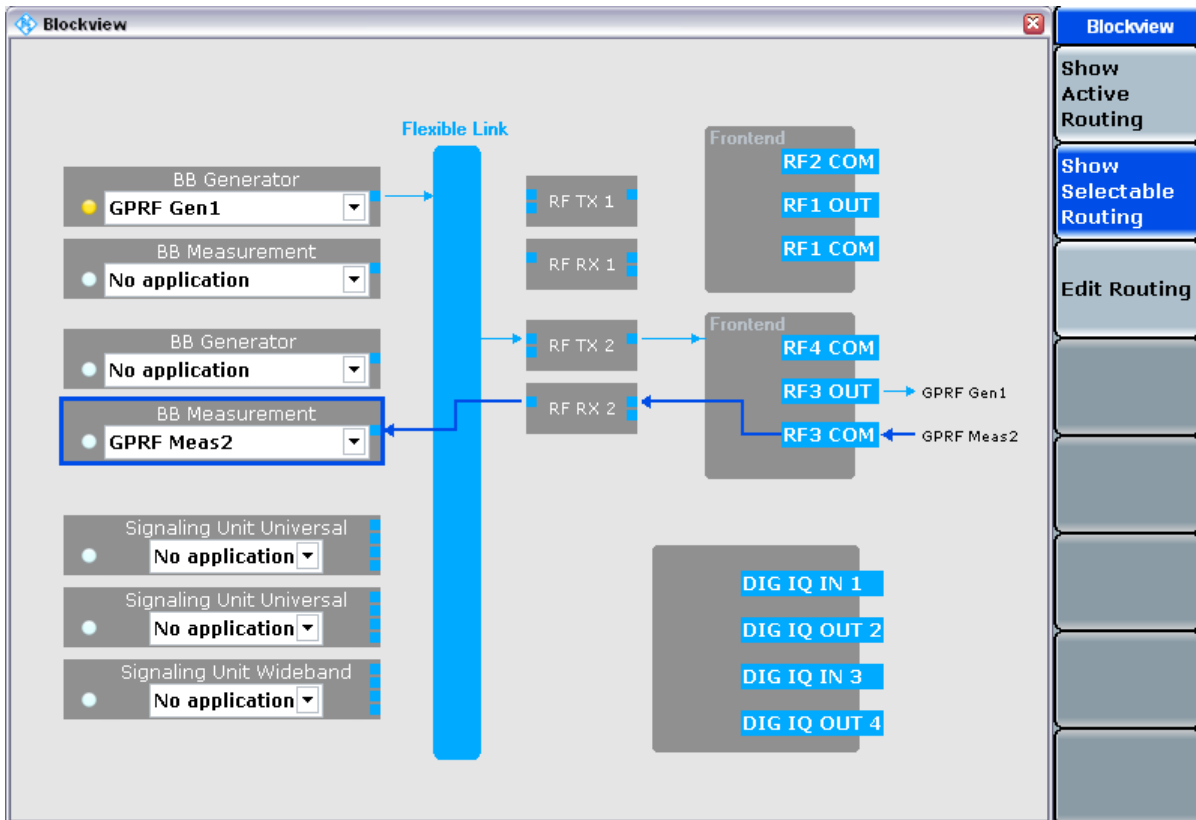 Blockview
Blockview
Show
Active
Routing
Show
Selectable
Routing
Edit Routing
Flexible Link
BB Generator
GPRF Gen1
BB Measurement
No application
BB Generator
No application
BB Measurement
GPRF Meas2
Signaling Unit Universal
No application
Signaling Unit Universal
No application
Signaling Unit Wideband
No application
RF TX 1
RF RX 1
RF TX 2
RF RX 2
Frontend
RF2 COM
RF1 OUT
RF1 COM
Frontend
RF4 COM
RF3 OUT
GPRF Gen1
RF3 COM
GPRF Meas2
DIG IQ IN 1
DIG IQ OUT 2
DIG IQ IN 3
DIG IQ OUT 4